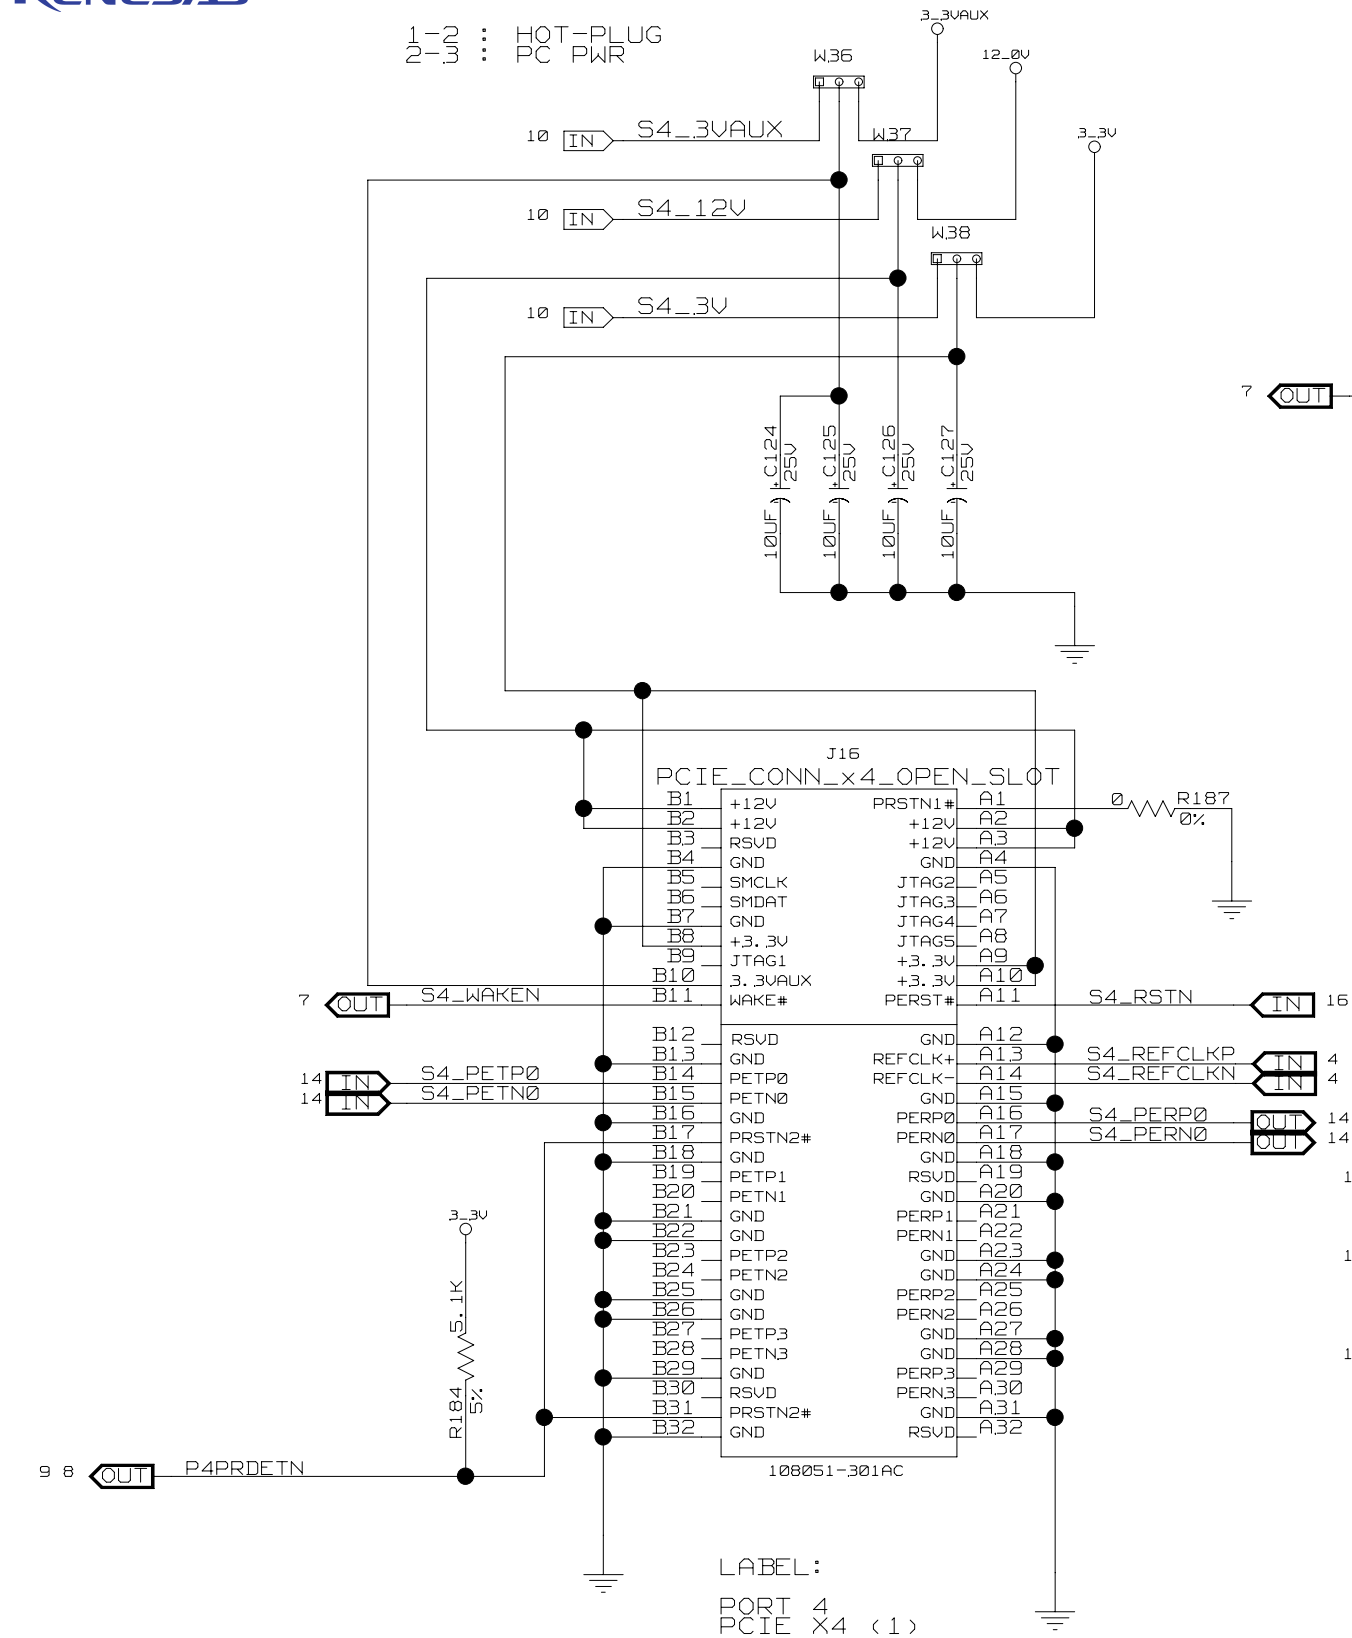 RENESAS
1-2 : HOT-PLUG
2-3 : PC PWR
3_3VAUX
W36
12_0V
10 IN S4_3VAUX
W37
3_3V
10 IN S4_12V
W38
10 IN S4_3V
7 OUT
C124 25V 10UF
C125 25V 10UF
C126 25V 10UF
C127 25V 10UF
J16
PCIE_CONN_x4_OPEN_SLOT
B1 +12V PRSTN1# A1 0 R187
B2 +12V +12V A2 0%
B3 RSVD +12V A3
B4 GND GND A4
B5 SMCLK JTAG2 A5
B6 SMDAT JTAG3 A6
B7 GND JTAG4 A7
B8 +3.3V JTAG5 A8
B9 JTAG1 +3.3V A9
B10 3.3VAUX +3.3V A10
7 OUT S4_WAKEN B11 WAKE# PERST# A11 S4_RSTN IN 16
B12 RSVD GND A12
B13 GND REFCLK+ A13 S4_REFCLKP IN 4
14 IN S4_PETP0 B14 PETP0 REFCLK- A14 S4_REFCLKN IN 4
14 IN S4_PETN0 B15 PETN0 GND A15
B16 GND PERP0 A16 S4_PERP0 OUT 14
B17 PRSTN2# PERN0 A17 S4_PERN0 OUT 14
B18 GND GND A18
B19 PETP1 RSVD A19 1
B20 PETN1 GND A20
B21 GND PERP1 A21
3_3V
B22 GND PERN1 A22
B23 PETP2 GND A23 1
B24 PETN2 GND A24
B25 GND PERP2 A25
B26 GND PERN2 A26
B27 PETP3 GND A27
B28 PETN3 GND A28 1
B29 GND PERP3 A29
B30 RSVD PERN3 A30
B31 PRSTN2# GND A31
B32 GND RSVD A32
R184 5.1K
5%
9 8 OUT P4PRDETN
108051-301AC
LABEL:
PORT 4
PCIE X4 (1)